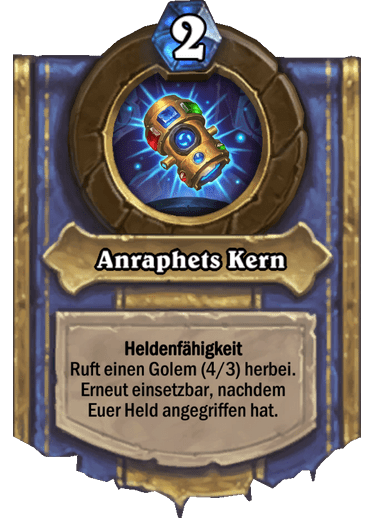 2
Anraphets Kern
Heldenfähigkeit
Ruft einen Golem (4/3) herbei.
Erneut einsetzbar, nachdem
Euer Held angegriffen hat.